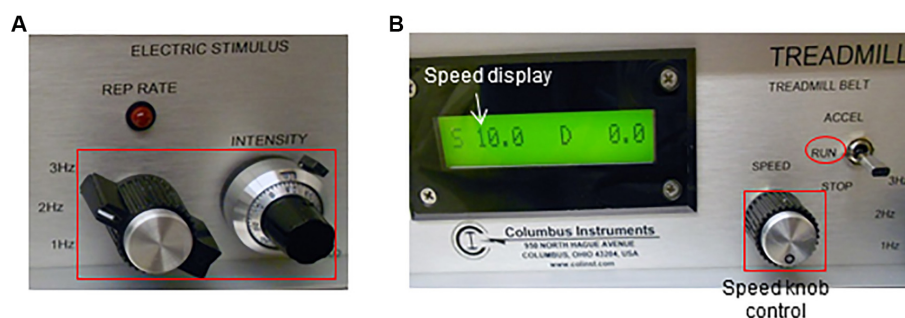 A
ELECTRIC STIMULUS
REP RATE
INTENSITY
3Hz
2Hz
1Hz
B
Speed display
S 10.0 D 0.0
TREADMILL
TREADMILL BELT
ACCEL
RUN
SPEED
STOP
3Hz
2Hz
1Hz
Columbus Instruments
950 NORTH HAGUE AVENUE
COLUMBUS, OHIO 43204, USA
www.colinst.com
Speed knob
control